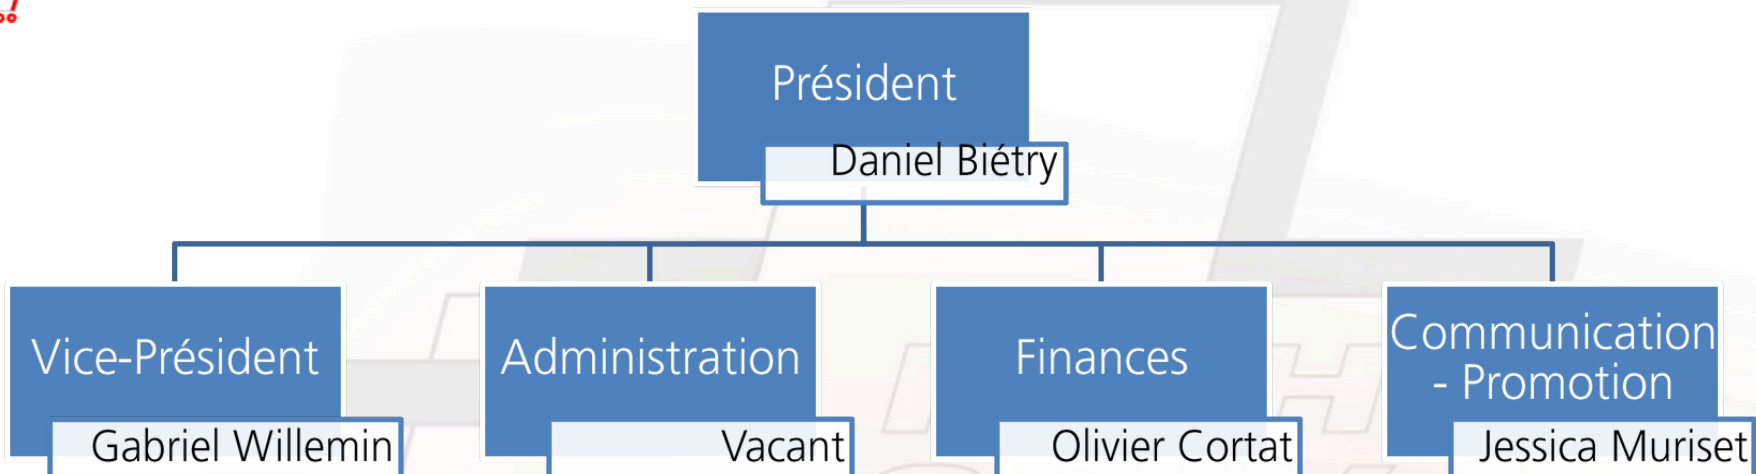 Président
Daniel Biétry
Vice-Président
Gabriel Willemin
Administration
Vacant
Finances
Olivier Cortat
Communication
- Promotion
Jessica Muriset